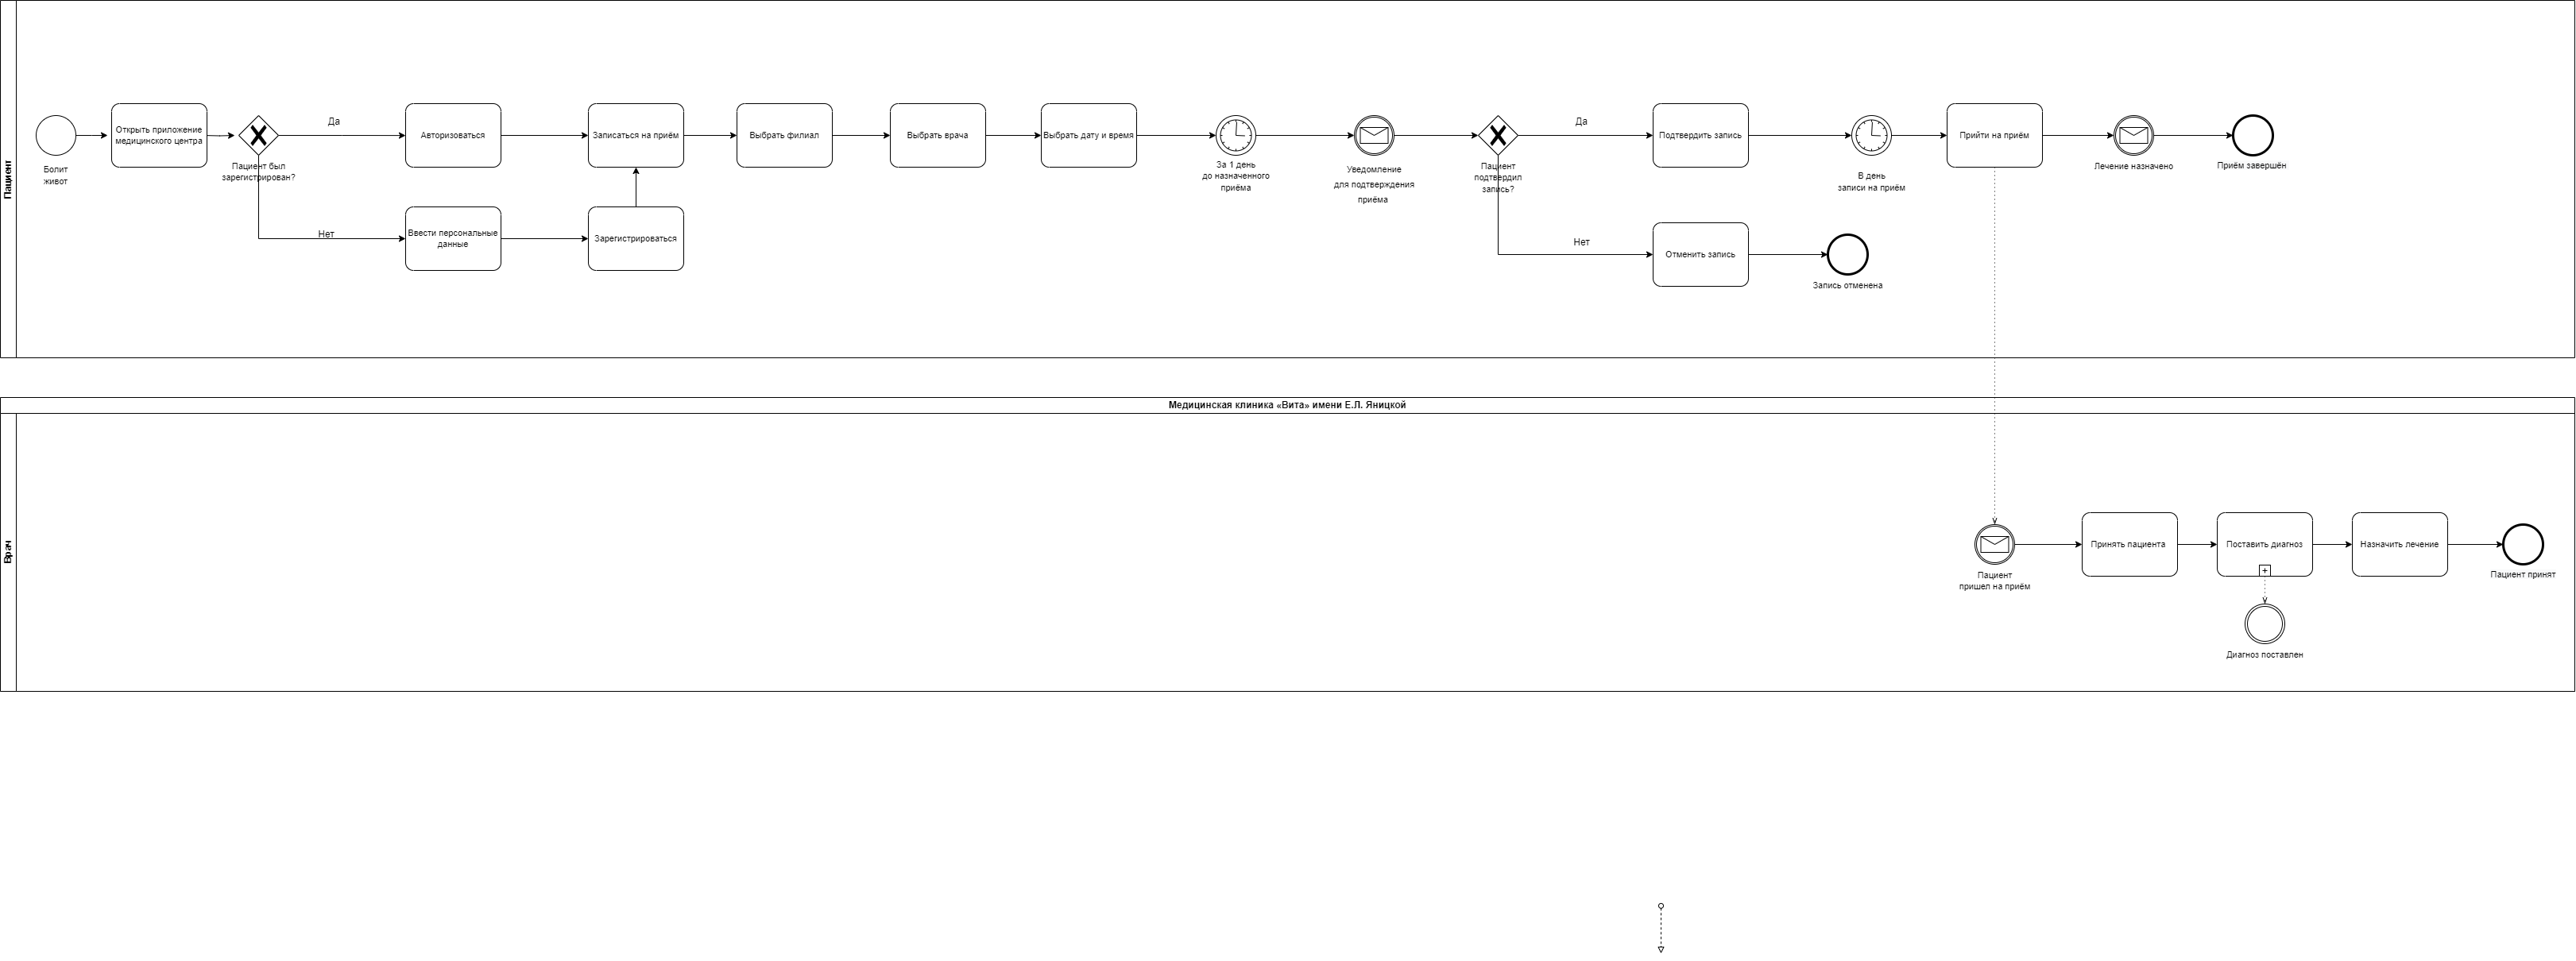 Пациент
Болит
живот
Открыть приложение
медицинского центра
Пациент был
зарегистрирован?
Да
Нет
Авторизоваться
Ввести персональные
данные
Зарегистрироваться
Записаться на приём
Выбрать филиал
Выбрать врача
Выбрать дату и время
За 1 день
до назначенного
приёма
Уведомление
для подтверждения
приёма
Пациент
подтвердил
запись?
Да
Нет
Подтвердить запись
Отменить запись
Запись отменена
В день
записи на приём
Прийти на приём
Лечение назначено
Приём завершён
Медицинская клиника «Вита» имени Е.Л. Яницкой
Врач
Пациент
пришел на приём
Принять пациента
Поставить диагноз
Диагноз поставлен
Назначить лечение
Пациент принят